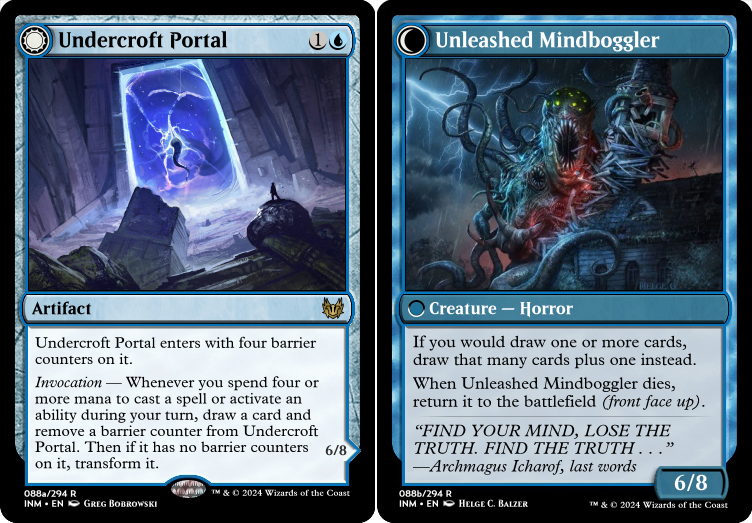 Undercroft Portal
1
Artifact
Undercroft Portal enters with four barrier
counters on it.
Invocation — Whenever you spend four or
more mana to cast a spell or activate an
ability during your turn, draw a card and
remove a barrier counter from Undercroft
Portal. Then if it has no barrier counters
on it, transform it.
6/8
088a/294 R
INM • EN Greg Bobrowski
™ & © 2024 Wizards of the Coast
Unleashed Mindboggler
HELGE C.
Creature — Horror
If you would draw one or more cards,
draw that many cards plus one instead.
When Unleashed Mindboggler dies,
return it to the battlefield (front face up).
“FIND YOUR MIND, LOSE THE
TRUTH. FIND THE TRUTH . . .”
—Archmagus Icharof, last words
6/8
088b/294 R
INM • EN Helge C. Balzer
™ & © 2024 Wizards of the Coast